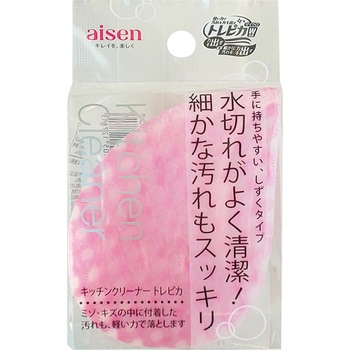 aisen
キレイを、楽しく
トレピカ
手に持ちやすい、しずくタイプ
水切れがよく清潔！
細かな汚れもスッキリ
Kitchen
Cleaner
キッチンクリーナー トレピカ
ミゾ・キズの中に付着した
汚れも、軽い力で落とします